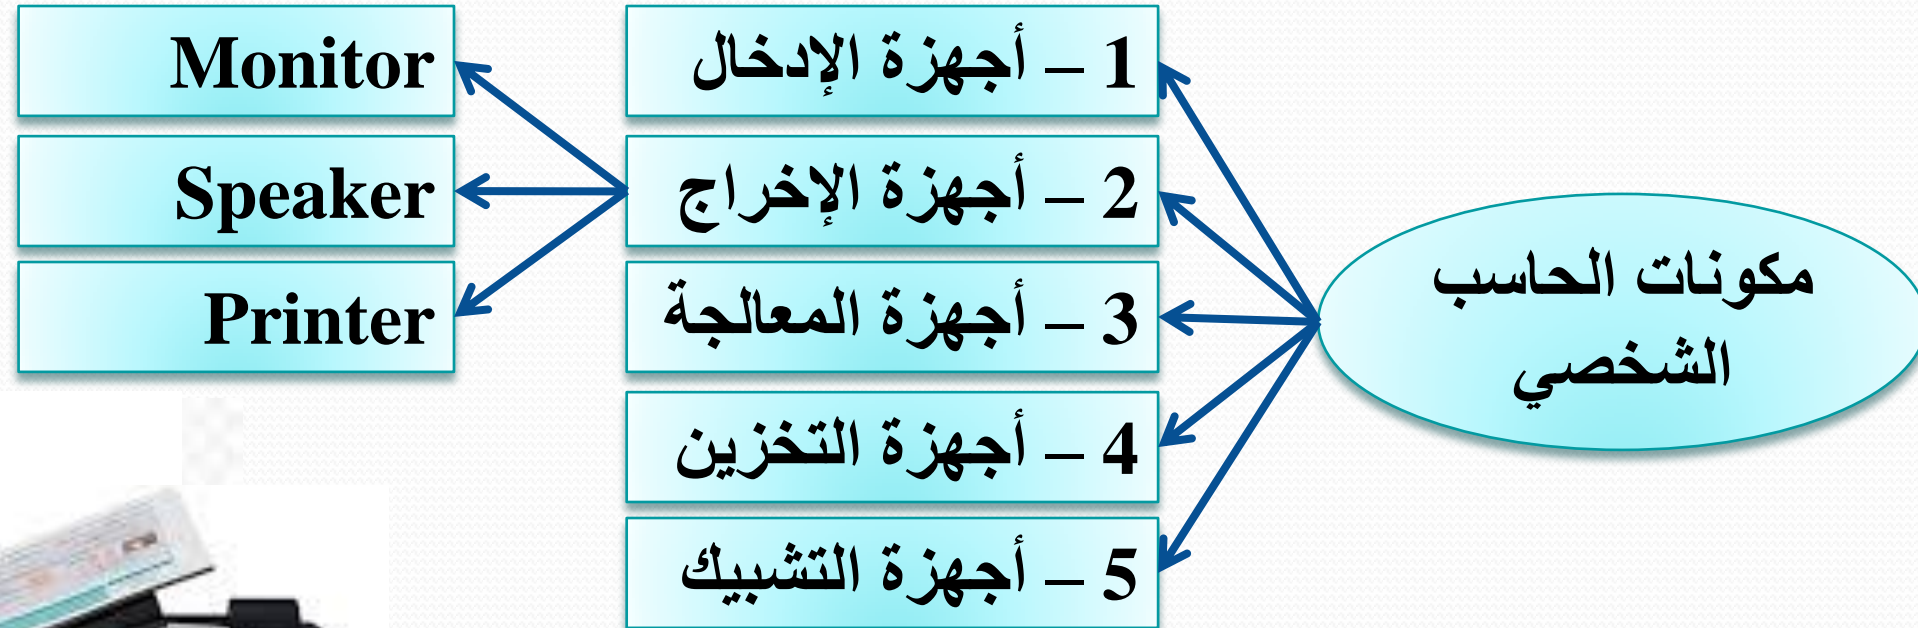 مكونات الحاسب
الشخصي
1 – أجهزة الإدخال
2 – أجهزة الإخراج
3 – أجهزة المعالجة
4 – أجهزة التخزين
5 – أجهزة التشبيك
Monitor
Speaker
Printer